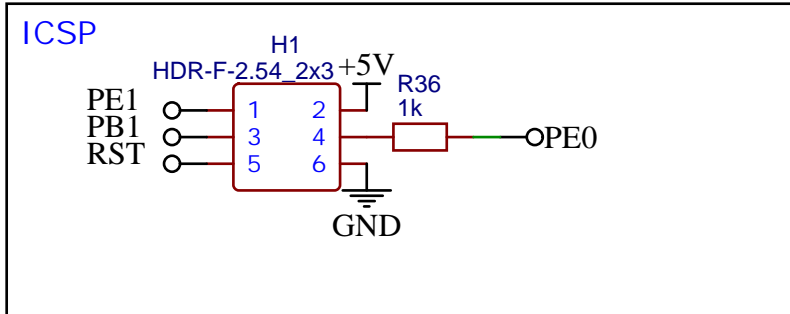 ICSP
H1
HDR-F-2.54_2x3
+5V
R36
1k
PE1
1
2
PB1
3
4
PE0
RST
5
6
GND